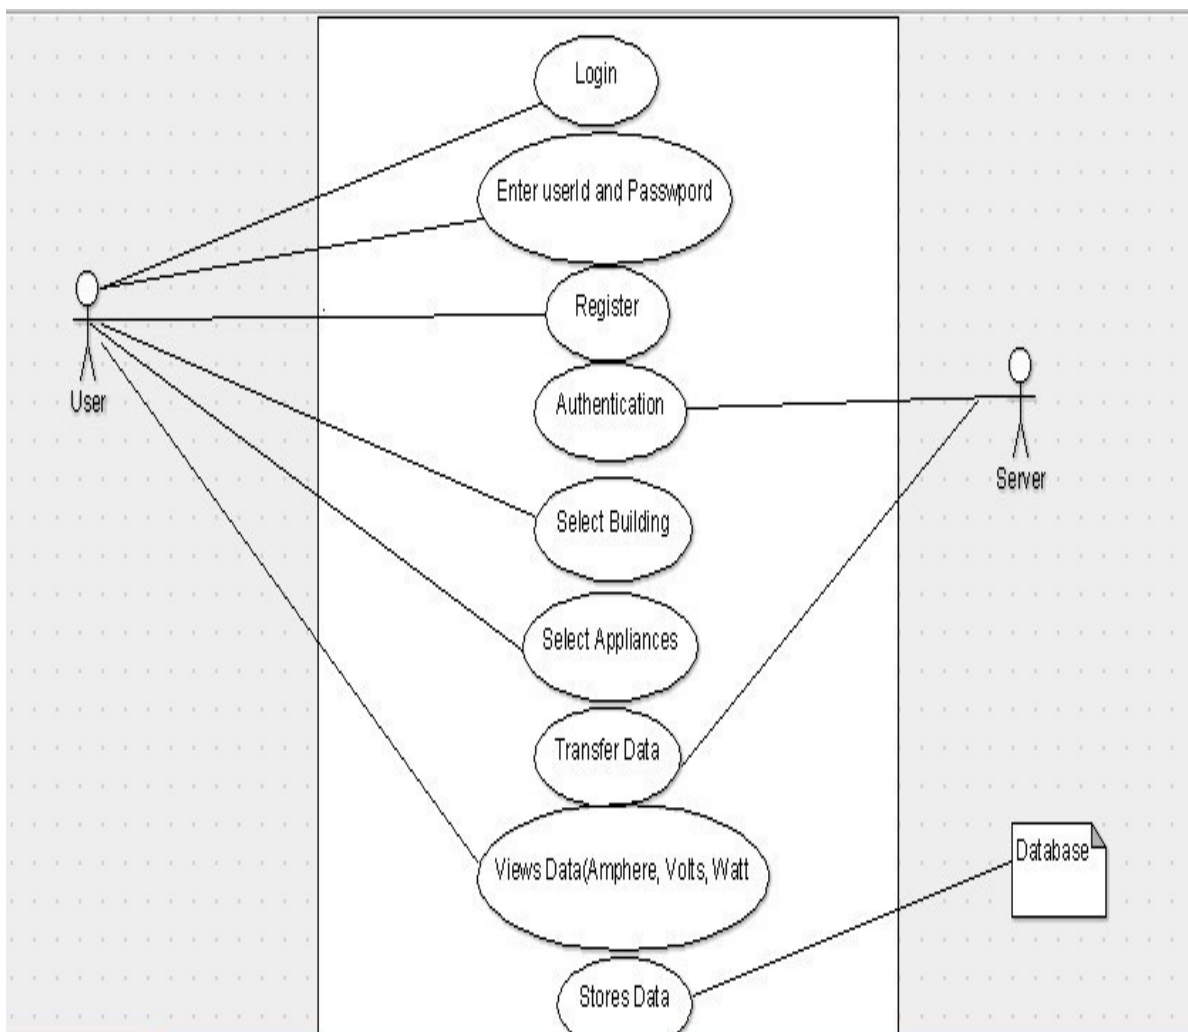 Login
Enter userId and Passwpord
Register
User
Authentication
Server
Select Building
Select Appliances
Transfer Data
Database
Views Data(Amphere, Volts, Watt
Stores Data